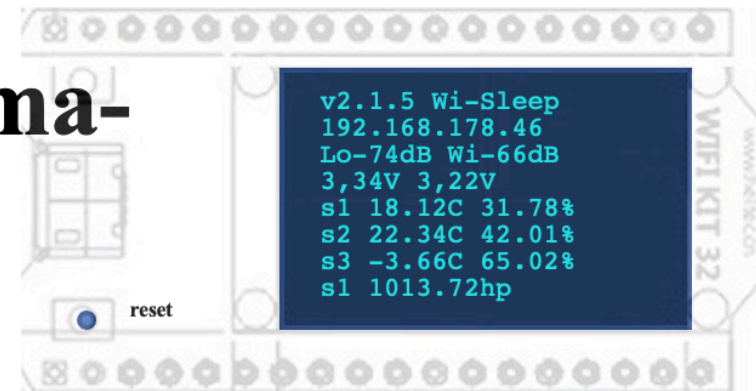 ma-
v2.1.5 Wi-Sleep
192.168.178.46
Lo-74dB Wi-66dB
3,34V 3,22V
s1 18.12C 31.78%
s2 22.34C 42.01%
s3 -3.66C 65.02%
s1 1013.72hp
reset
WIFI KIT 32